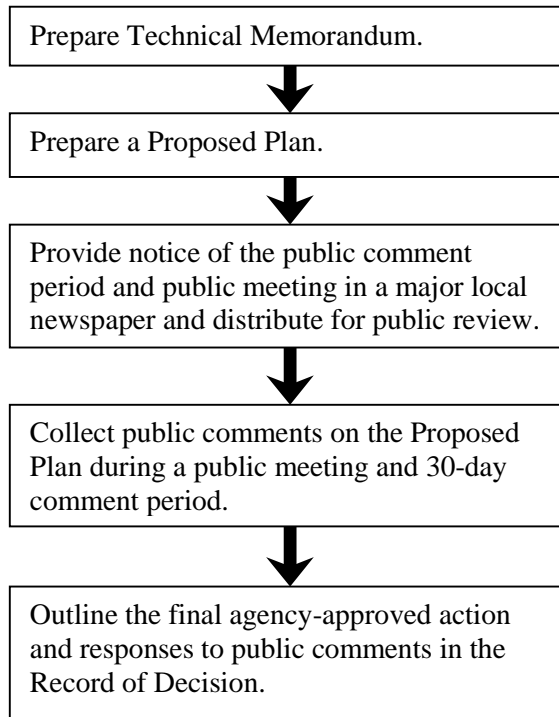 Prepare Technical Memorandum.
Prepare a Proposed Plan.
Provide notice of the public comment
period and public meeting in a major local
newspaper and distribute for public review.
Collect public comments on the Proposed
Plan during a public meeting and 30-day
comment period.
Outline the final agency-approved action
and responses to public comments in the
Record of Decision.